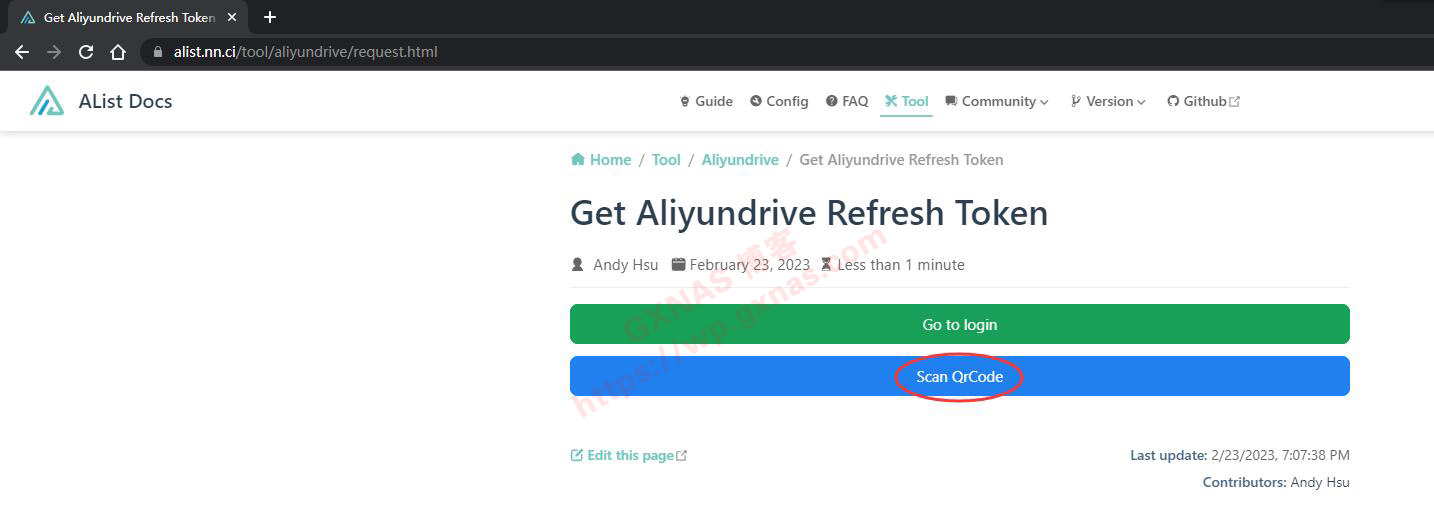 Get Aliyundrive Refresh Token
alist.nn.ci/tool/aliyundrive/request.html
AList Docs
Guide Config FAQ Tool Community Version Github
Home / Tool / Aliyundrive / Get Aliyundrive Refresh Token
Get Aliyundrive Refresh Token
Andy Hsu February 23, 2023 Less than 1 minute
GXNAS 博客
https://wp.gxnas.com
Go to login
Scan QrCode
Edit this page
Last update: 2/23/2023, 7:07:38 PM
Contributors: Andy Hsu